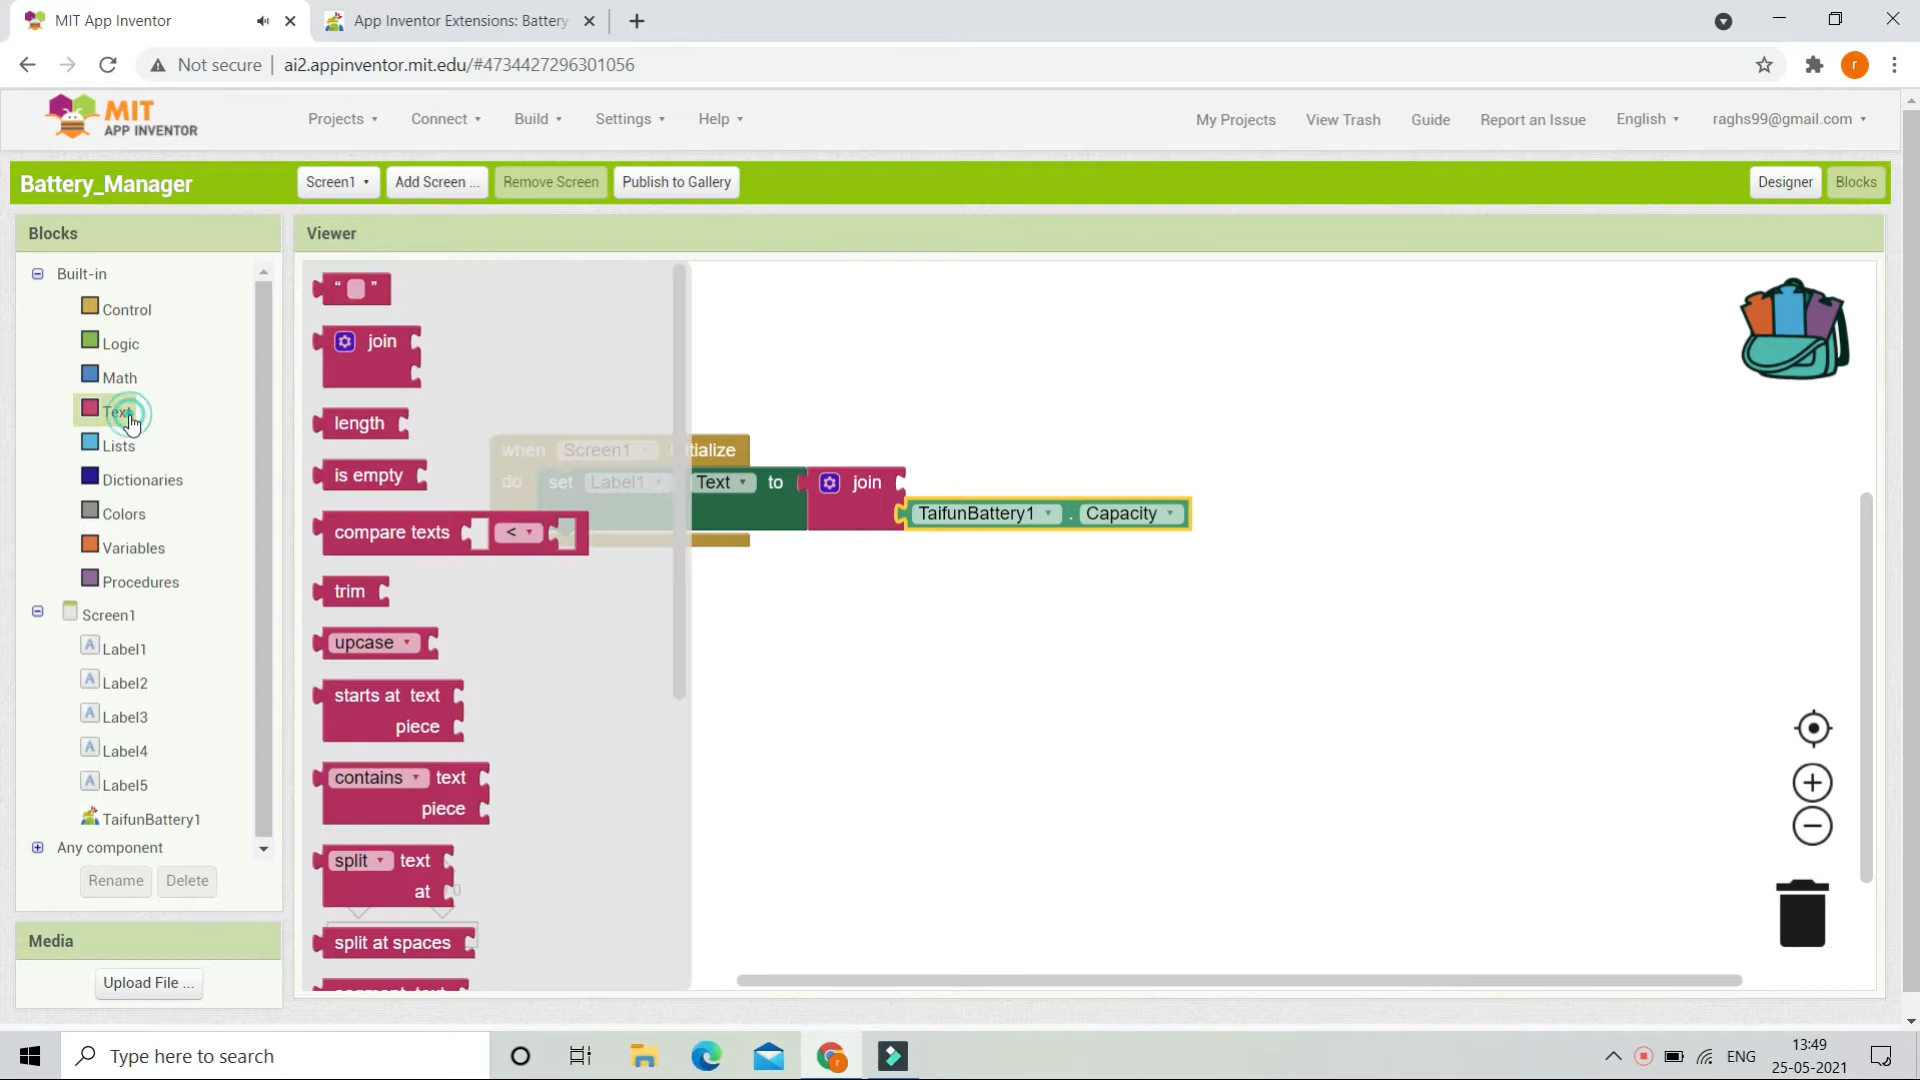 MIT App Inventor
App Inventor Extensions: Battery
Not secure
ai2.appinventor.mit.edu/#4734427296301056
r
MIT
APP INVENTOR
Projects
Connect
Build
Settings
Help
My Projects
View Trash
Guide
Report an Issue
English
raghs99@gmail.com
Battery_Manager
Screen1
Add Screen ...
Remove Screen
Publish to Gallery
Designer
Blocks
Blocks
Viewer
Built-in
Control
Logic
Math
Text
Lists
Dictionaries
Colors
Variables
Procedures
Screen1
Label1
Label2
Label3
Label4
Label5
TaifunBattery1
Any component
Rename
Delete
Media
Upload File ...
“ ”
join
length
is empty
compare texts <
trim
upcase
starts at text
piece
contains text
piece
split text
at
split at spaces
when Screen1 .Initialize
do set Label1 . Text to join
TaifunBattery1 . Capacity
Type here to search
ENG
13:49
25-05-2021